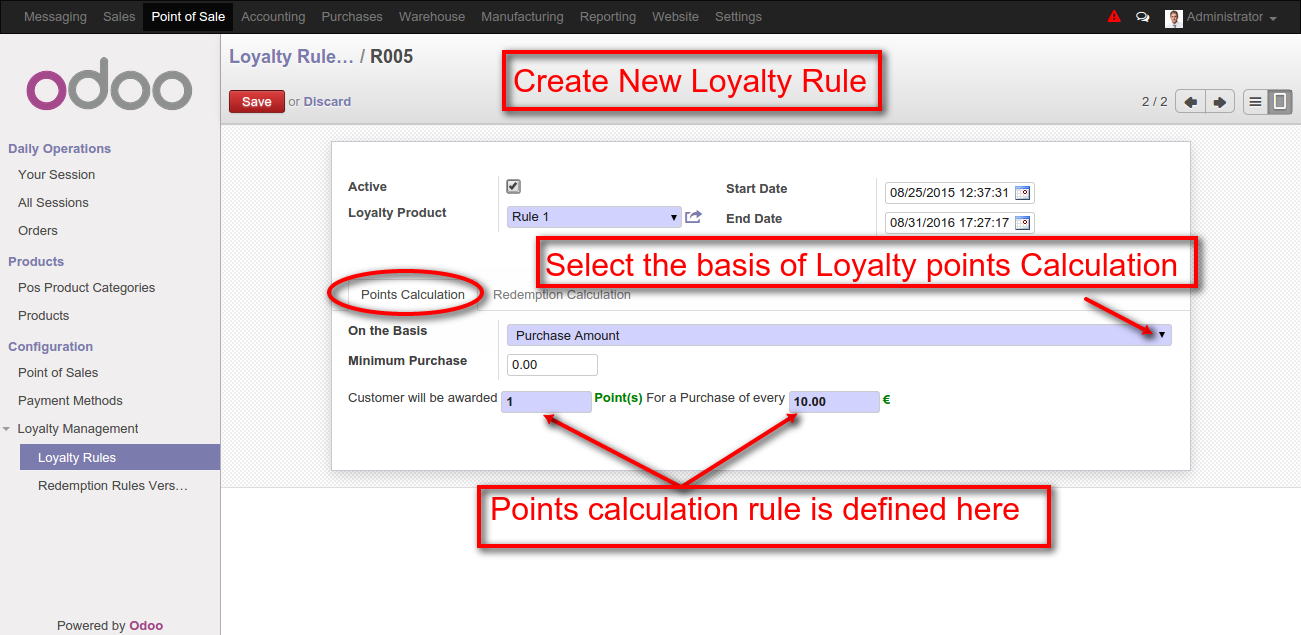 Messaging Sales Point of Sale Accounting Purchases Warehouse Manufacturing Reporting Website Settings Administrator
odoo
Loyalty Rule… / R005
Create New Loyalty Rule
Save or Discard
2 / 2
Daily Operations
Your Session
All Sessions
Orders
Products
Pos Product Categories
Products
Configuration
Point of Sales
Payment Methods
Loyalty Management
Loyalty Rules
Redemption Rules Vers…
Powered by Odoo
Active
Loyalty Product Rule 1
Start Date 08/25/2015 12:37:31
End Date 08/31/2016 17:27:17
Select the basis of Loyalty points Calculation
Points Calculation Redemption Calculation
On the Basis Purchase Amount
Minimum Purchase 0.00
Customer will be awarded 1 Point(s) For a Purchase of every 10.00 €
Points calculation rule is defined here